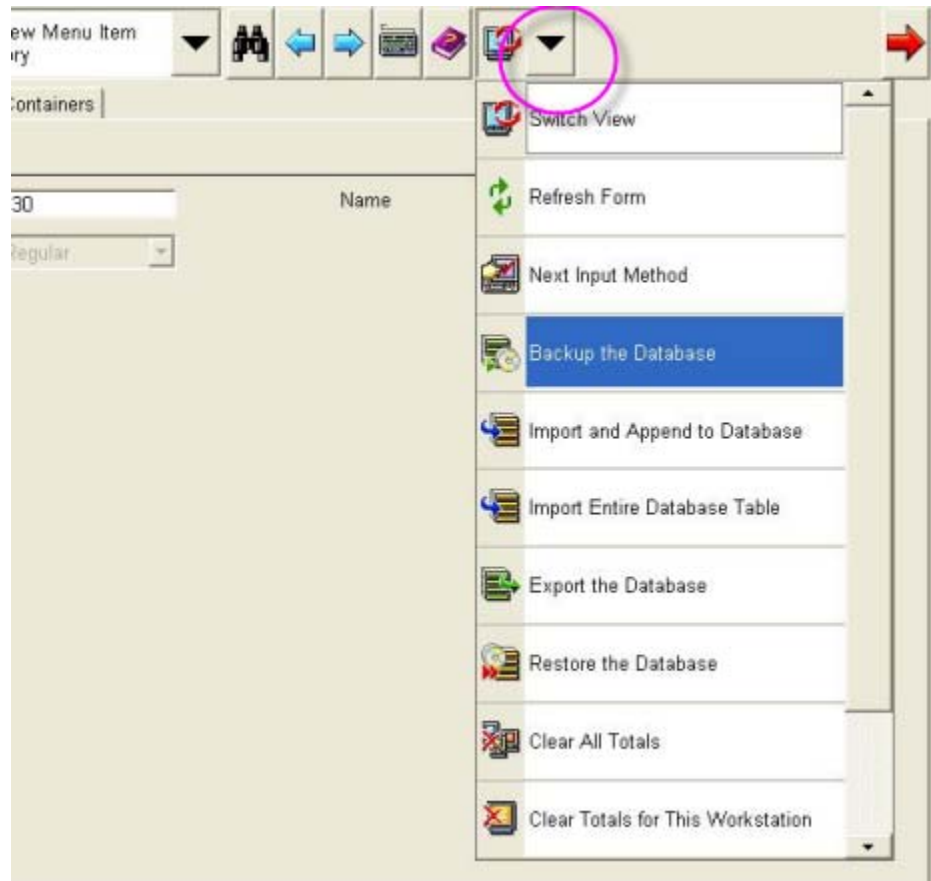 ew Menu Item
ry
Containers
30
Name
Regular
Switch View
Refresh Form
Next Input Method
Backup the Database
Import and Append to Database
Import Entire Database Table
Export the Database
Restore the Database
Clear All Totals
Clear Totals for This Workstation